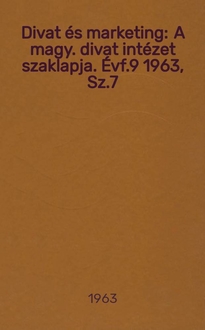 Divat és marketing: A
magy. divat intézet
szaklapja. Évf.9 1963,
Sz.7
1963